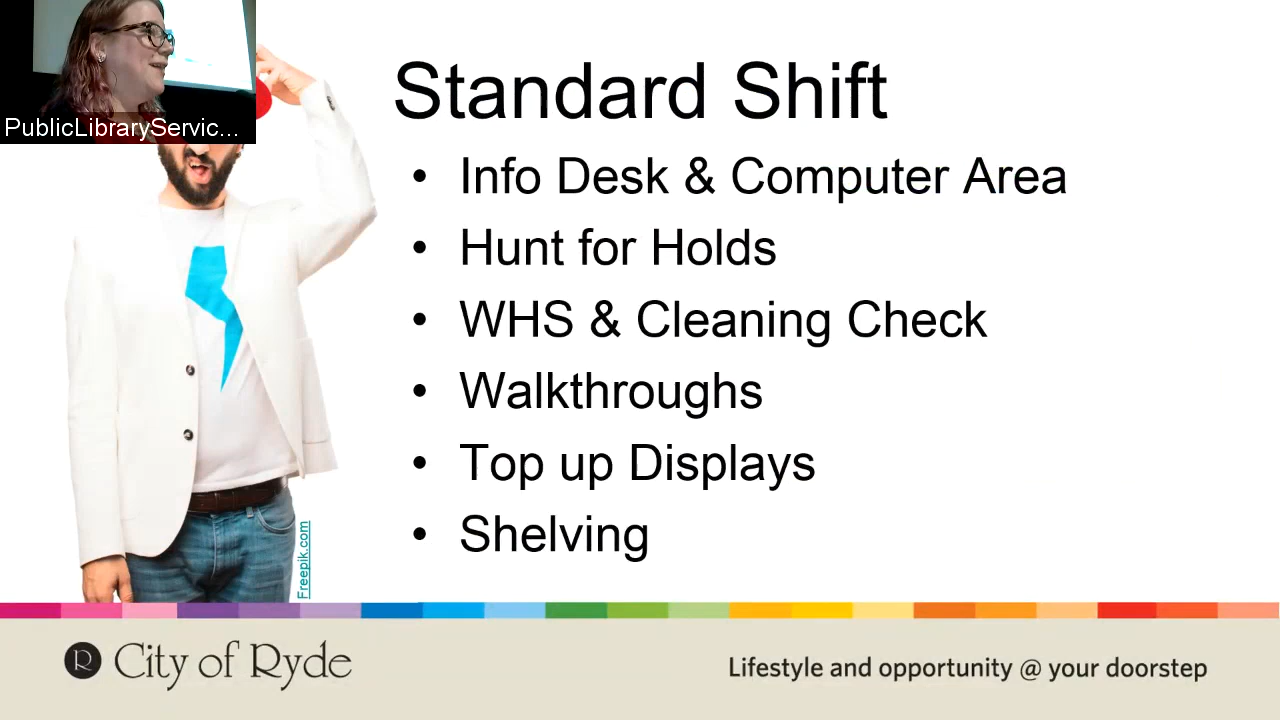 PublicLibraryServic...
Standard Shift
• Info Desk & Computer Area
• Hunt for Holds
• WHS & Cleaning Check
• Walkthroughs
• Top up Displays
• Shelving
Freepik.com
R City of Ryde
Lifestyle and opportunity @ your doorstep